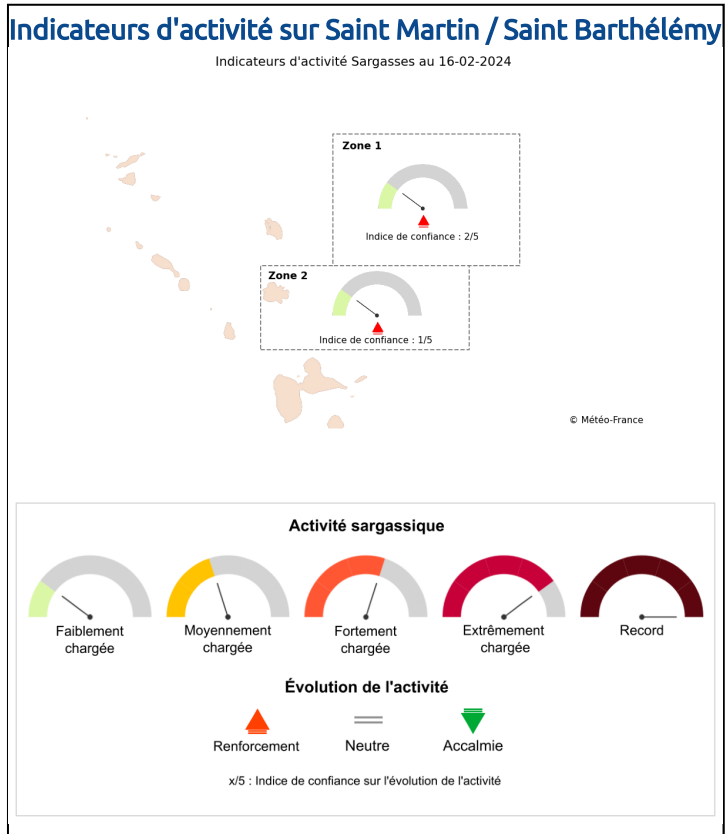 Indicateurs d'activité sur Saint Martin / Saint Barthélémy
Indicateurs d'activité Sargasses au 16-02-2024
Zone 1
Indice de confiance : 2/5
Zone 2
Indice de confiance : 1/5
© Météo-France
Activité sargassique
Faiblement
chargée
Moyennement
chargée
Fortement
chargée
Extrêmement
chargée
Record
Évolution de l'activité
Renforcement
Neutre
Accalmie
x/5 : Indice de confiance sur l'évolution de l'activité